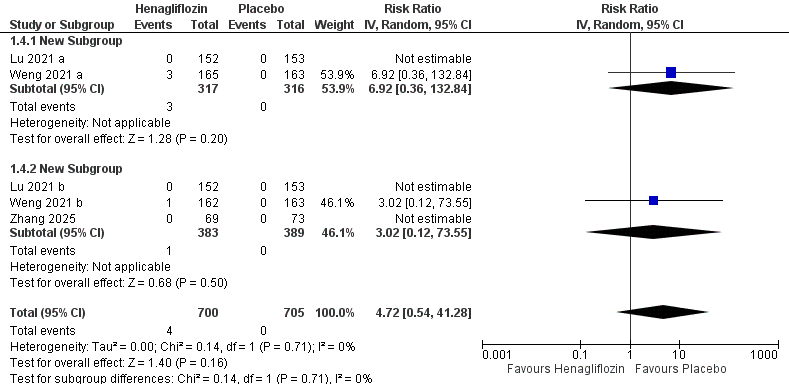 Henagliflozin Placebo Risk Ratio Risk Ratio
Study or Subgroup Events Total Events Total Weight IV, Random, 95% CI IV, Random, 95% CI
1.4.1 New Subgroup
Lu 2021 a 0 152 0 153 Not estimable
Weng 2021 a 3 165 0 163 53.9% 6.92 [0.36, 132.84]
Subtotal (95% CI) 317 316 53.9% 6.92 [0.36, 132.84]
Total events 3 0
Heterogeneity: Not applicable
Test for overall effect: Z = 1.28 (P = 0.20)
1.4.2 New Subgroup
Lu 2021 b 0 152 0 153 Not estimable
Weng 2021 b 1 162 0 163 46.1% 3.02 [0.12, 73.55]
Zhang 2025 0 69 0 73 Not estimable
Subtotal (95% CI) 383 389 46.1% 3.02 [0.12, 73.55]
Total events 1 0
Heterogeneity: Not applicable
Test for overall effect: Z = 0.68 (P = 0.50)
Total (95% CI) 700 705 100.0% 4.72 [0.54, 41.28]
Total events 4 0
Heterogeneity: Tau² = 0.00; Chi² = 0.14, df = 1 (P = 0.71); I² = 0%
Test for overall effect: Z = 1.40 (P = 0.16)
Test for subgroup differences: Chi² = 0.14, df = 1 (P = 0.71), I² = 0%
0.001 0.1 1 10 1000
Favours Henagliflozin Favours Placebo